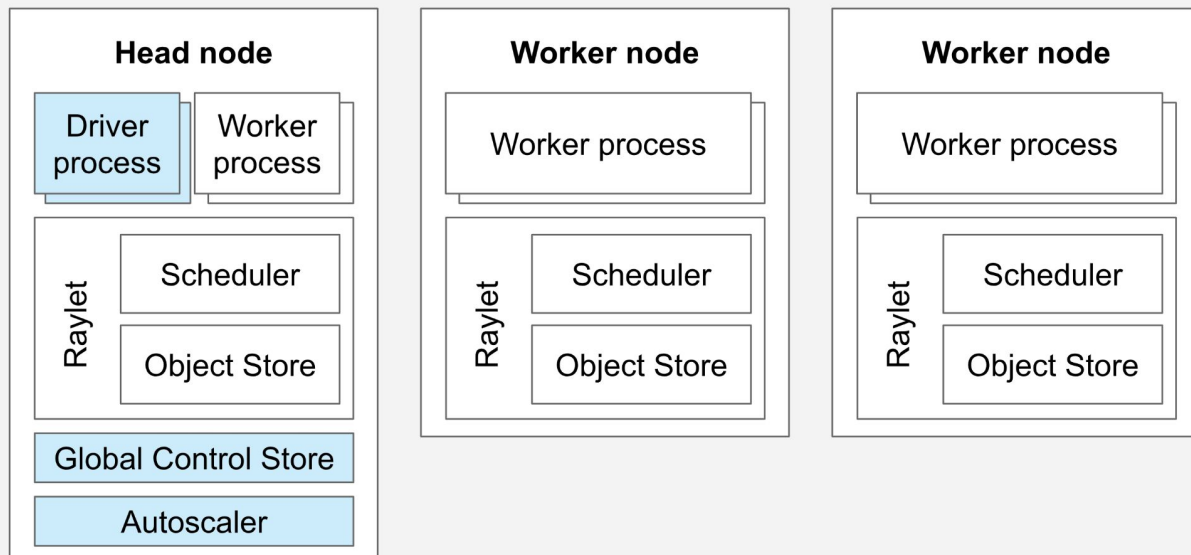 Head node
Driver
process
Worker
process
Raylet
Scheduler
Object Store
Global Control Store
Autoscaler
Worker node
Worker process
Raylet
Scheduler
Object Store
Worker node
Worker process
Raylet
Scheduler
Object Store